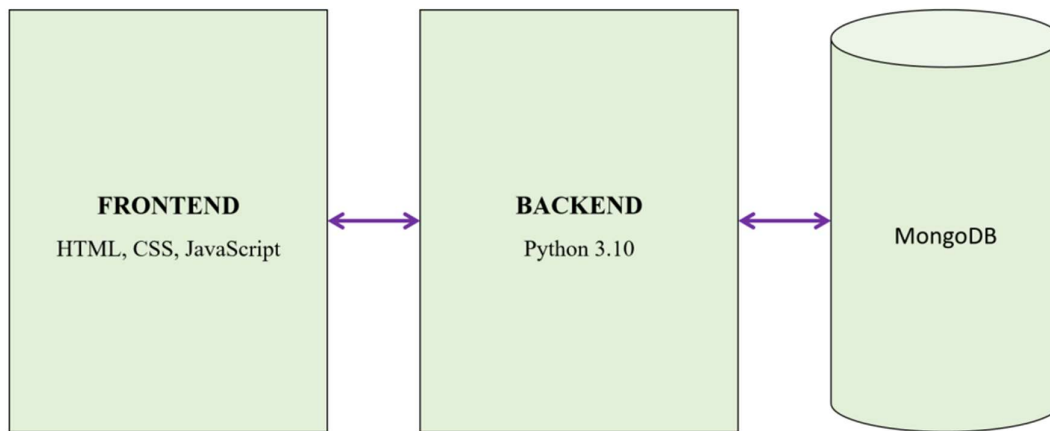 FRONTEND
HTML, CSS, JavaScript
BACKEND
Python 3.10
MongoDB